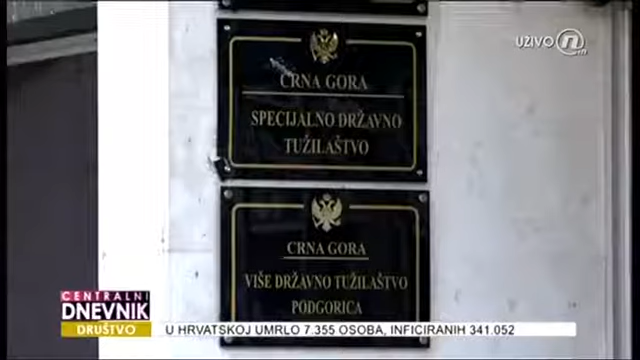 UŽIVO N
CRNA GORA
SPECIJALNO DRŽAVNO
TUŽILAŠTVO
CRNA GORA
VIŠE DRŽAVNO TUŽILAŠTVO
PODGORICA
CENTRALNI
DNEVNIK
DRUŠTVO
U HRVATSKOJ UMRLO 7.355 OSOBA, INFICIRANIH 341.052